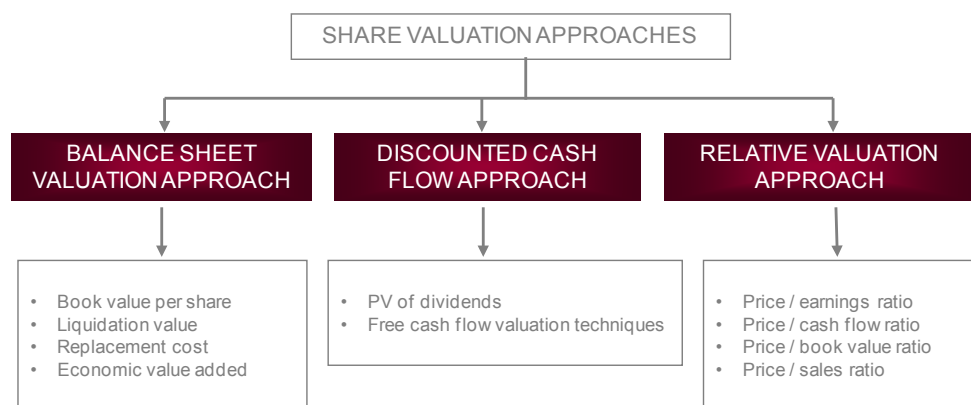 SHARE VALUATION APPROACHES
BALANCE SHEET
VALUATION APPROACH
DISCOUNTED CASH
FLOW APPROACH
RELATIVE VALUATION
APPROACH
• Book value per share
• Liquidation value
• Replacement cost
• Economic value added
• PV of dividends
• Free cash flow valuation techniques
• Price / earnings ratio
• Price / cash flow ratio
• Price / book value ratio
• Price / sales ratio